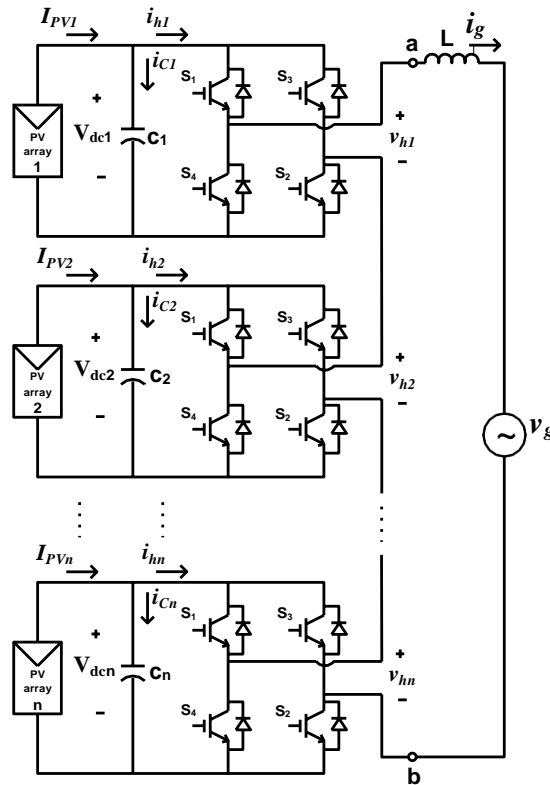 I_PV1
i_h1
i_C1
S1
S3
PV
array
1
+
V_dc1
−
C1
S4
S2
a
L
i_g
+
v_h1
−
I_PV2
i_h2
i_C2
S1
S3
PV
array
2
+
V_dc2
−
C2
S4
S2
+
v_h2
−
v_g
~
I_PVn
i_hn
i_Cn
S1
S3
PV
array
n
+
V_dcn
−
Cn
S4
S2
+
v_hn
−
b